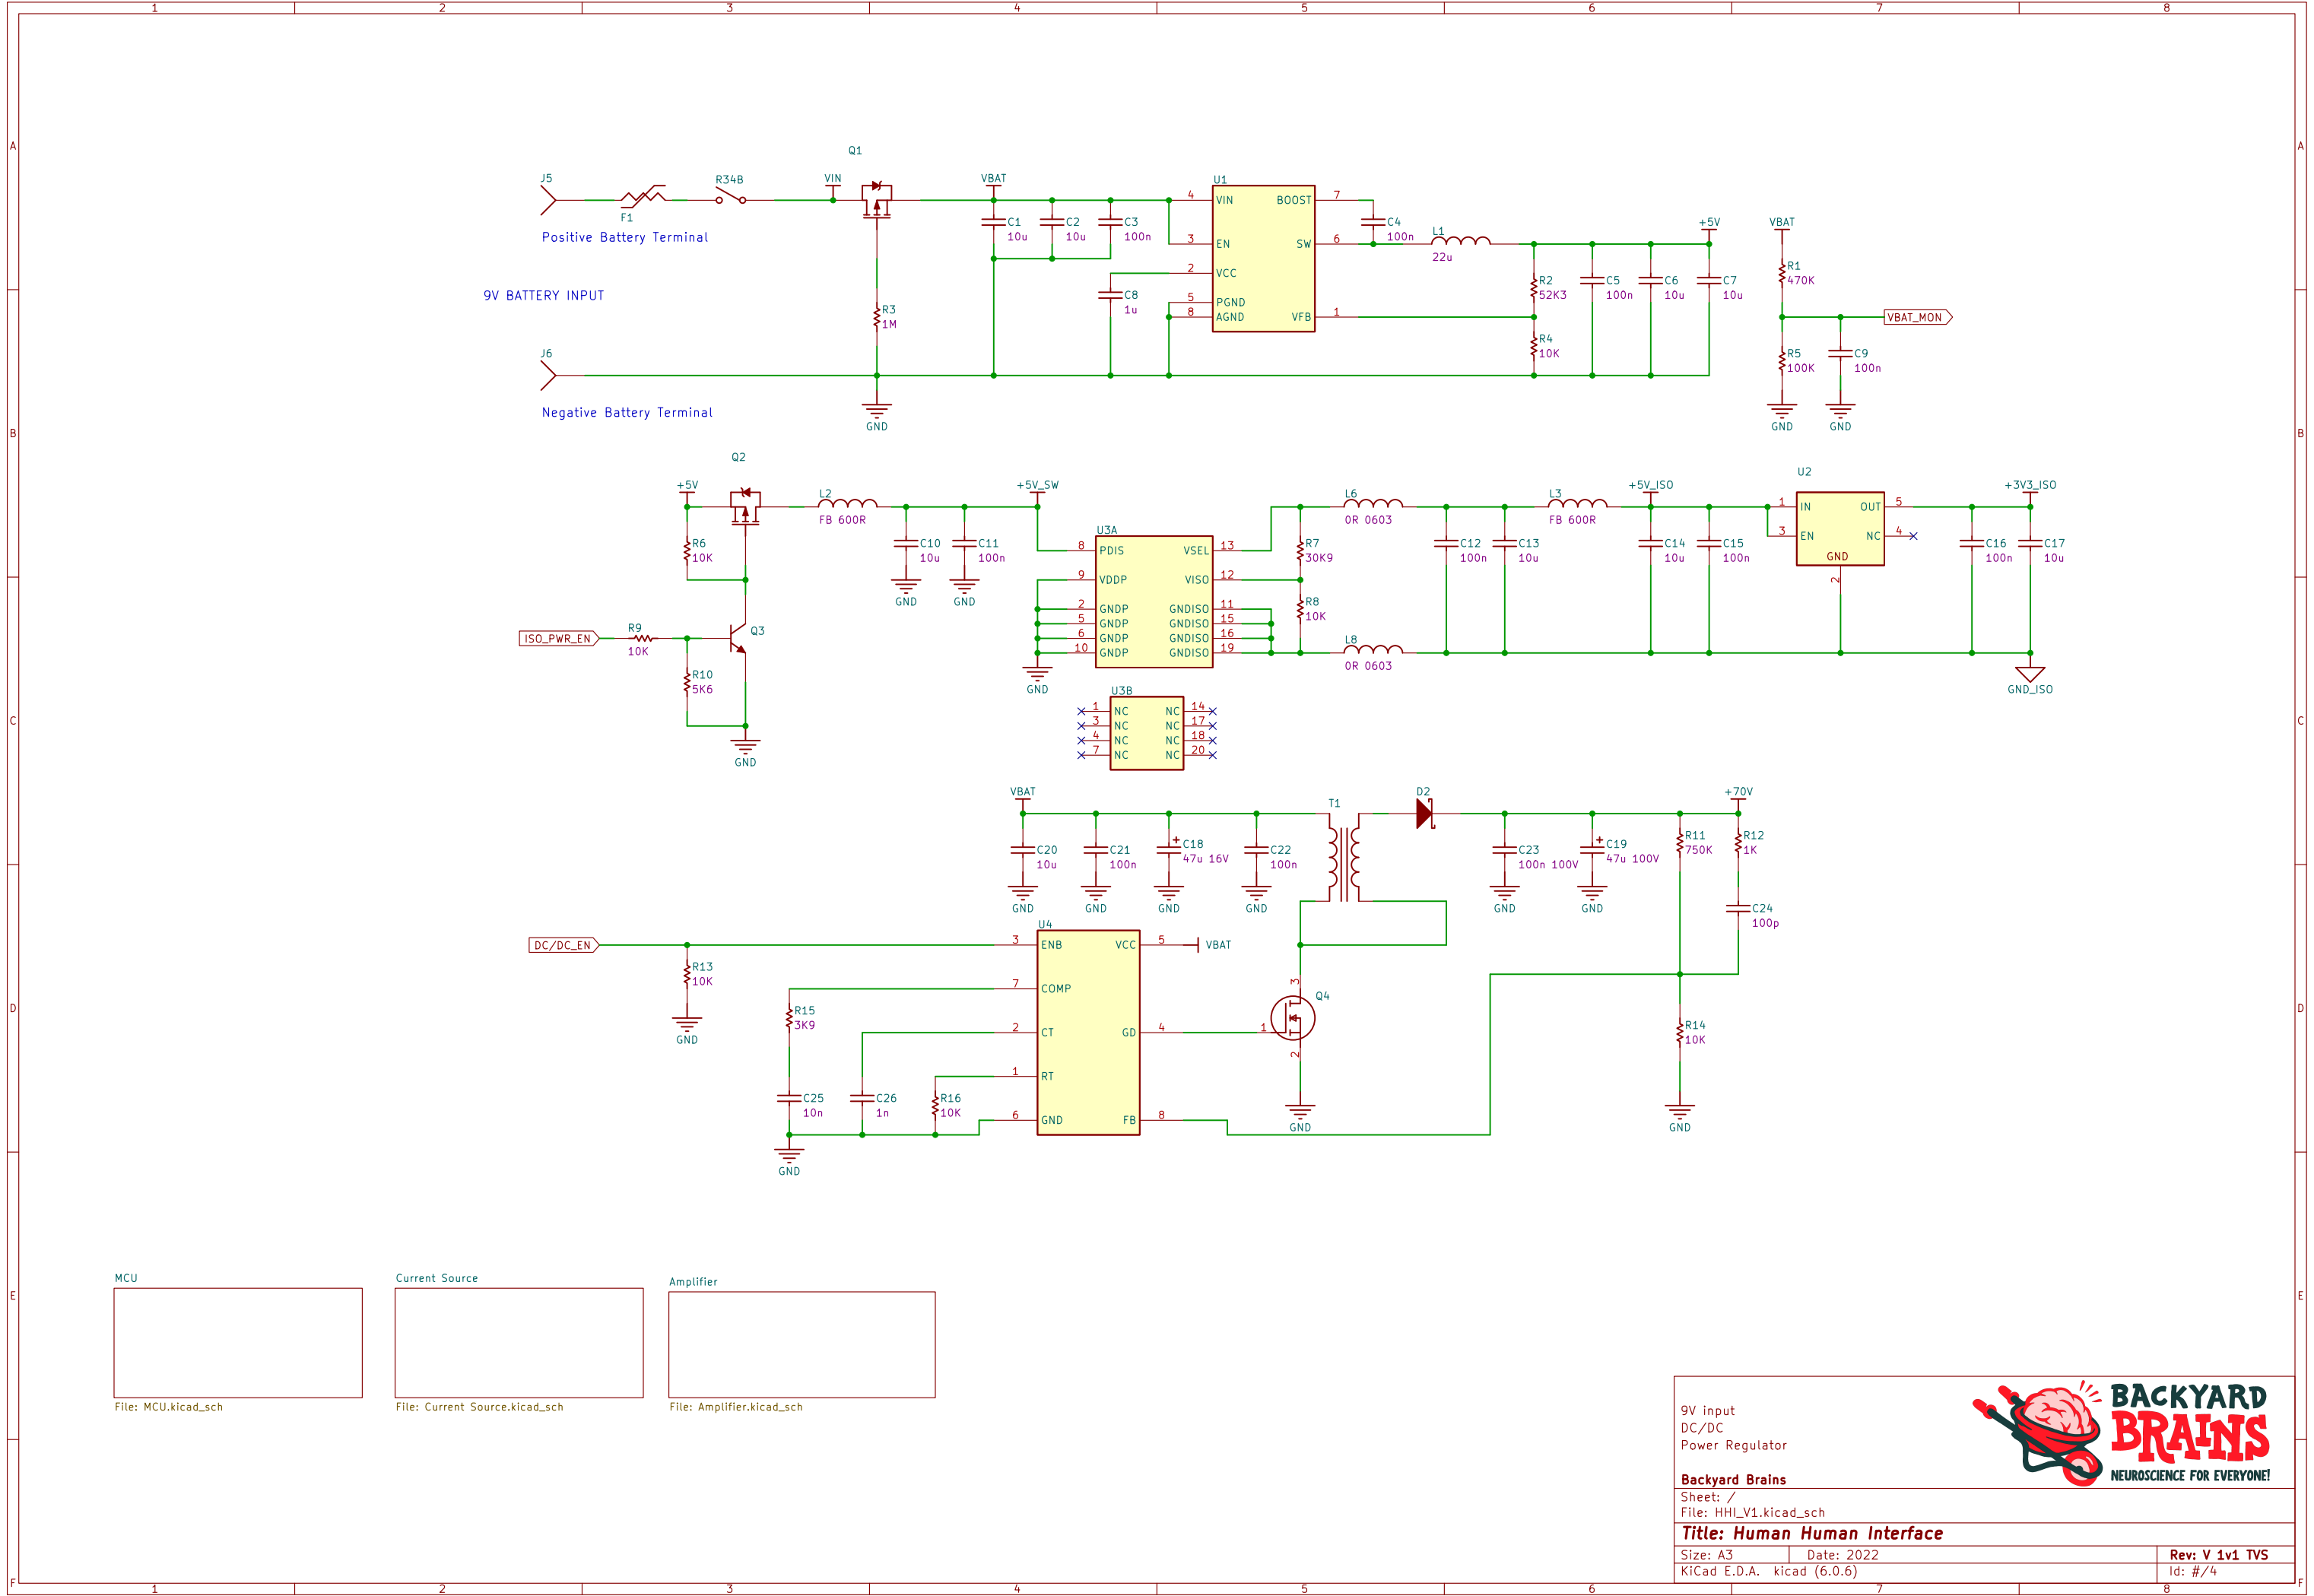 1 2 3 4 5 6 7 8
A A
B B
C C
D D
E E
F F
Q1
J5
F1
R34B
VIN
Positive Battery Terminal
9V BATTERY INPUT
J6
Negative Battery Terminal
R3
1M
GND
VBAT
C1
10u
C2
10u
C3
100n
C8
1u
U1
4 VIN BOOST 7
3 EN SW 6
2 VCC
5 PGND
8 AGND VFB 1
C4
100n
L1
22u
R2
52K3
R4
10K
C5
100n
C6
10u
+5V
C7
10u
VBAT
R1
470K
VBAT_MON
R5
100K
C9
100n
GND GND
Q2
+5V
R6
10K
L2
FB 600R
ISO_PWR_EN
R9
10K
Q3
R10
5K6
GND
C10
10u
GND
C11
100n
GND
+5V_SW
U3A
8 PDIS VSEL 13
9 VDDP VISO 12
2 GNDP GNDISO 11
5 GNDP GNDISO 15
6 GNDP GNDISO 16
10 GNDP GNDISO 19
GND
R7
30K9
R8
10K
L6
0R 0603
L8
0R 0603
C12
100n
C13
10u
L3
FB 600R
+5V_ISO
C14
10u
C15
100n
U2
1 IN OUT 5
3 EN NC 4
GND
2
+3V3_ISO
C16
100n
C17
10u
GND_ISO
U3B
1 NC NC 14
3 NC NC 17
4 NC NC 18
7 NC NC 20
VBAT
C20
10u
GND
C21
100n
GND
C18
47u 16V
GND
C22
100n
GND
T1
D2
C23
100n 100V
GND
C19
47u 100V
GND
R11
750K
+70V
R12
1K
C24
100p
R14
10K
GND
DC/DC_EN
R13
10K
GND
U4
3 ENB VCC 5 VBAT
7 COMP
2 CT GD 4
1 RT
6 GND FB 8
R15
3K9
C25
10n
C26
1n
R16
10K
GND
3
1
2
Q4
GND
MCU
File: MCU.kicad_sch
Current Source
File: Current Source.kicad_sch
Amplifier
File: Amplifier.kicad_sch
9V input
DC/DC
Power Regulator
BACKYARD
BRAINS
NEUROSCIENCE FOR EVERYONE!
Backyard Brains
Sheet: /
File: HHI_V1.kicad_sch
Title: Human Human Interface
Size: A3 Date: 2022 Rev: V 1v1 TVS
KiCad E.D.A. kicad (6.0.6) Id: #/4
1 2 3 4 5 6 7 8